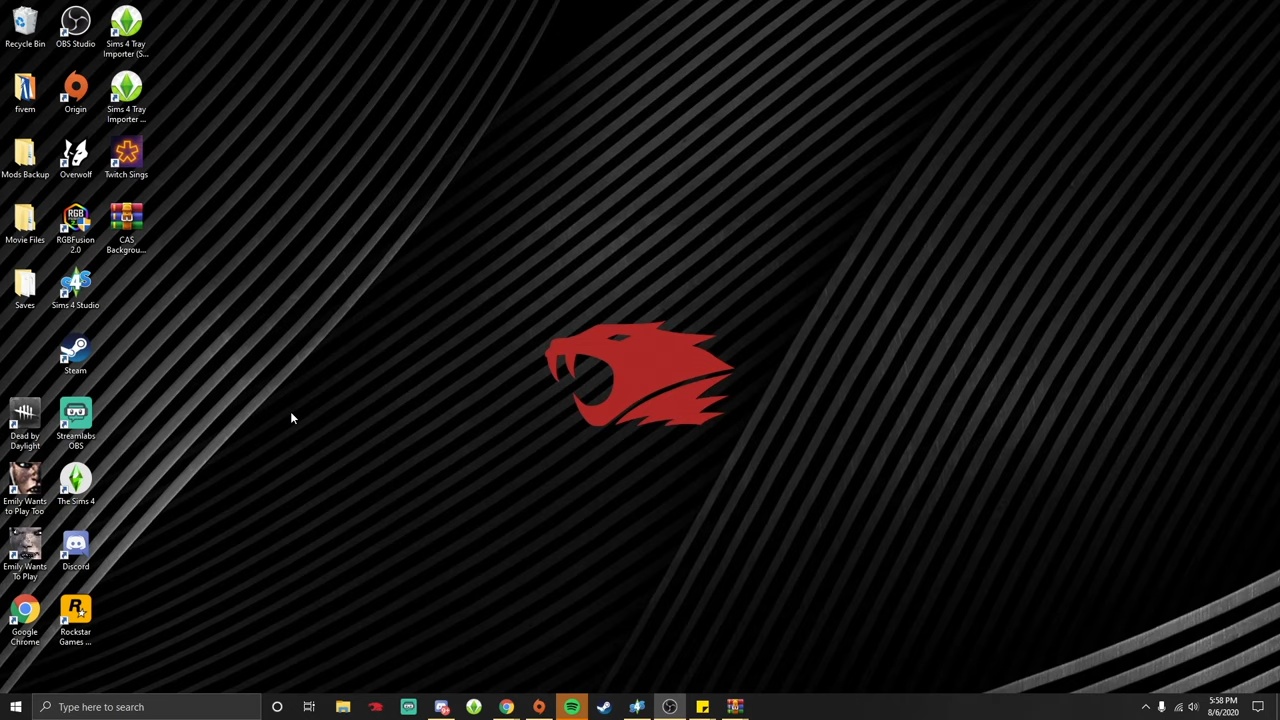 Recycle Bin
OBS Studio
Sims 4 Tray
Importer (S...
fivem
Origin
Sims 4 Tray
Importer ...
Mods Backup
Overwolf
Twitch Sings
Movie Files
RGB
RGBFusion
2.0
CAS
Backgrou...
Saves
4
S
Sims 4 Studio
Steam
Dead by
Daylight
Streamlabs
OBS
Emily Wants
to Play Too
The Sims 4
Emily Wants
To Play
Discord
Google
Chrome
R
Rockstar
Games ...
Type here to search
5:58 PM
8/6/2020